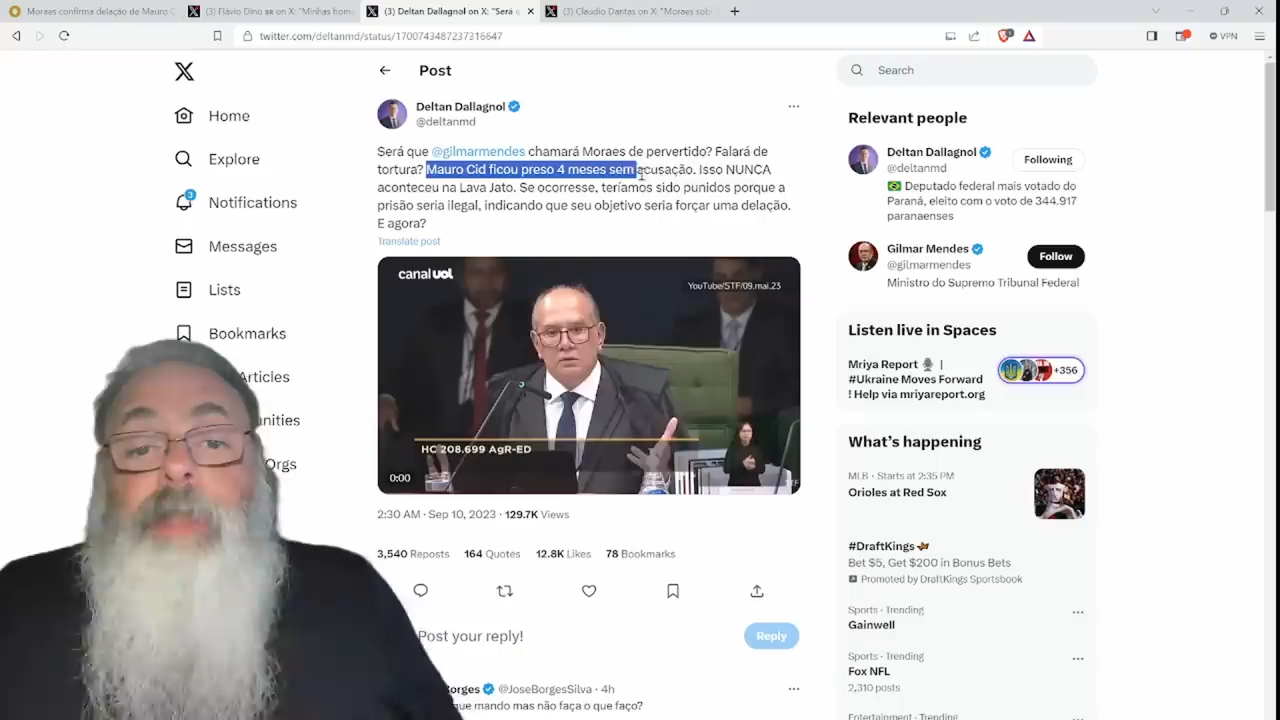 Moraes confirma delação de Mauro C
(3) Flávio Dino BR on X: "Minhas hom
(3) Deltan Dallagnol on X: "Será q
(3) Claudio Dantas on X: "Moraes sob
twitter.com/deltanmd/status/1700743487237316647
VPN
Home
Explore
3
Notifications
Messages
Lists
Bookmarks
Articles
unities
Orgs
Post
Deltan Dallagnol
@deltanmd
Será que @gilmarmendes chamará Moraes de pervertido? Falará de
tortura? Mauro Cid ficou preso 4 meses sem acusação. Isso NUNCA
aconteceu na Lava Jato. Se ocorresse, teríamos sido punidos porque a
prisão seria ilegal, indicando que seu objetivo seria forçar uma delação.
E agora?
Translate post
canal uol
YouTube/STF/09.mai.23
HC 208.699 AgR-ED
0:00
2:30 AM · Sep 10, 2023 · 129.7K Views
3,540 Reposts 164 Quotes 12.8K Likes 78 Bookmarks
Post your reply!
Reply
Borges @JoseBorgesSilva · 4h
que mando mas não faça o que faço?
Search
Relevant people
Deltan Dallagnol
@deltanmd
Following
🇧🇷 Deputado federal mais votado do
Paraná, eleito com o voto de 344.917
paranaenses
Gilmar Mendes
@gilmarmendes
Follow
Ministro do Supremo Tribunal Federal
Listen live in Spaces
Mriya Report 🎙️ |
#Ukraine Moves Forward
! Help via mriyareport.org
+356
What's happening
MLB · Starts at 2:35 PM
Orioles at Red Sox
#DraftKings
Bet $5, Get $200 in Bonus Bets
Promoted by DraftKings Sportsbook
Sports · Trending
Gainwell
Sports · Trending
Fox NFL
2,310 posts
Entertainment · Trending